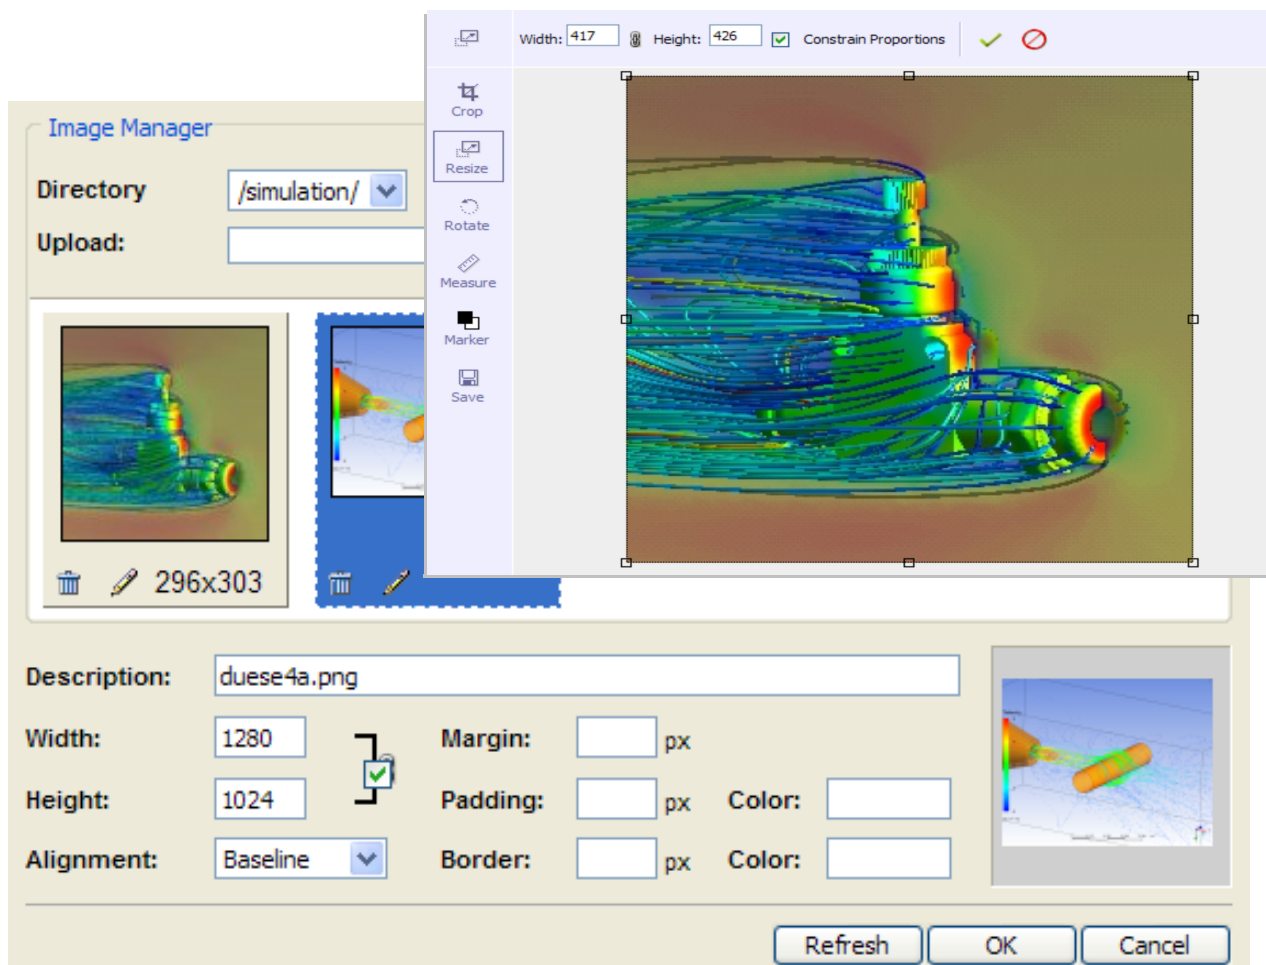 Width: 417 Height: 426 Constrain Proportions
Crop
Resize
Rotate
Measure
Marker
Save
Image Manager
Directory /simulation/
Upload:
296x303
Description: duese4a.png
Width: 1280 Margin: px
Height: 1024 Padding: px Color:
Alignment: Baseline Border: px Color:
Refresh OK Cancel